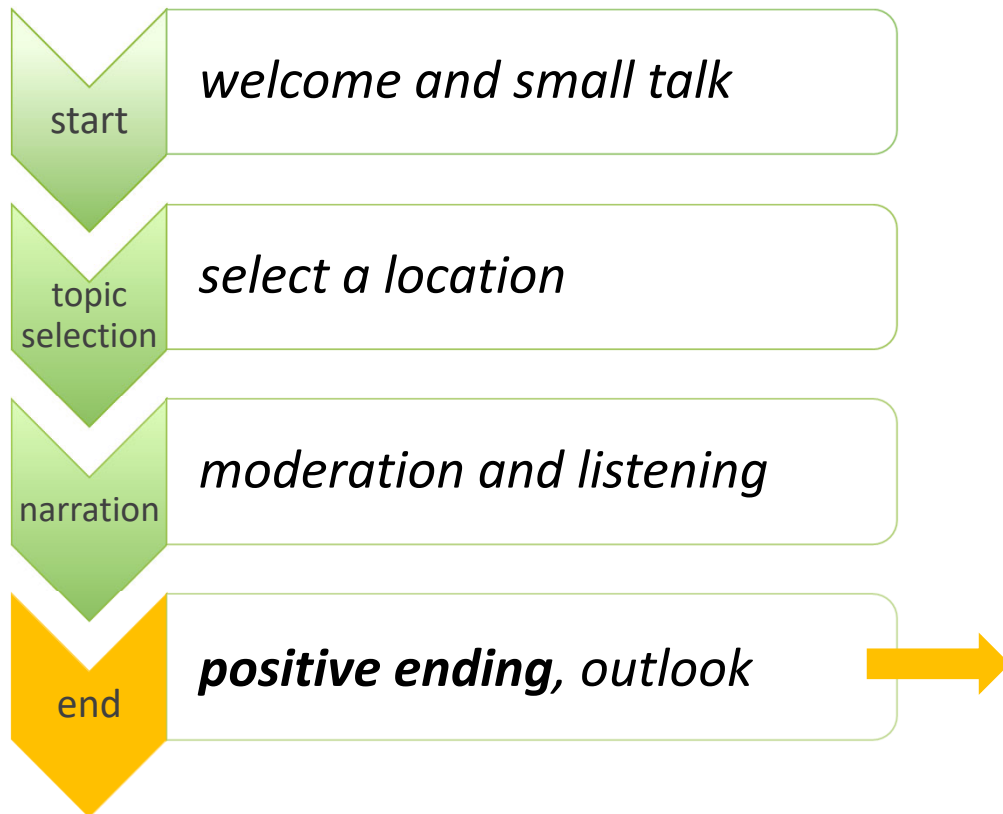 start
welcome and small talk
topic
selection
select a location
narration
moderation and listening
end
positive ending, outlook